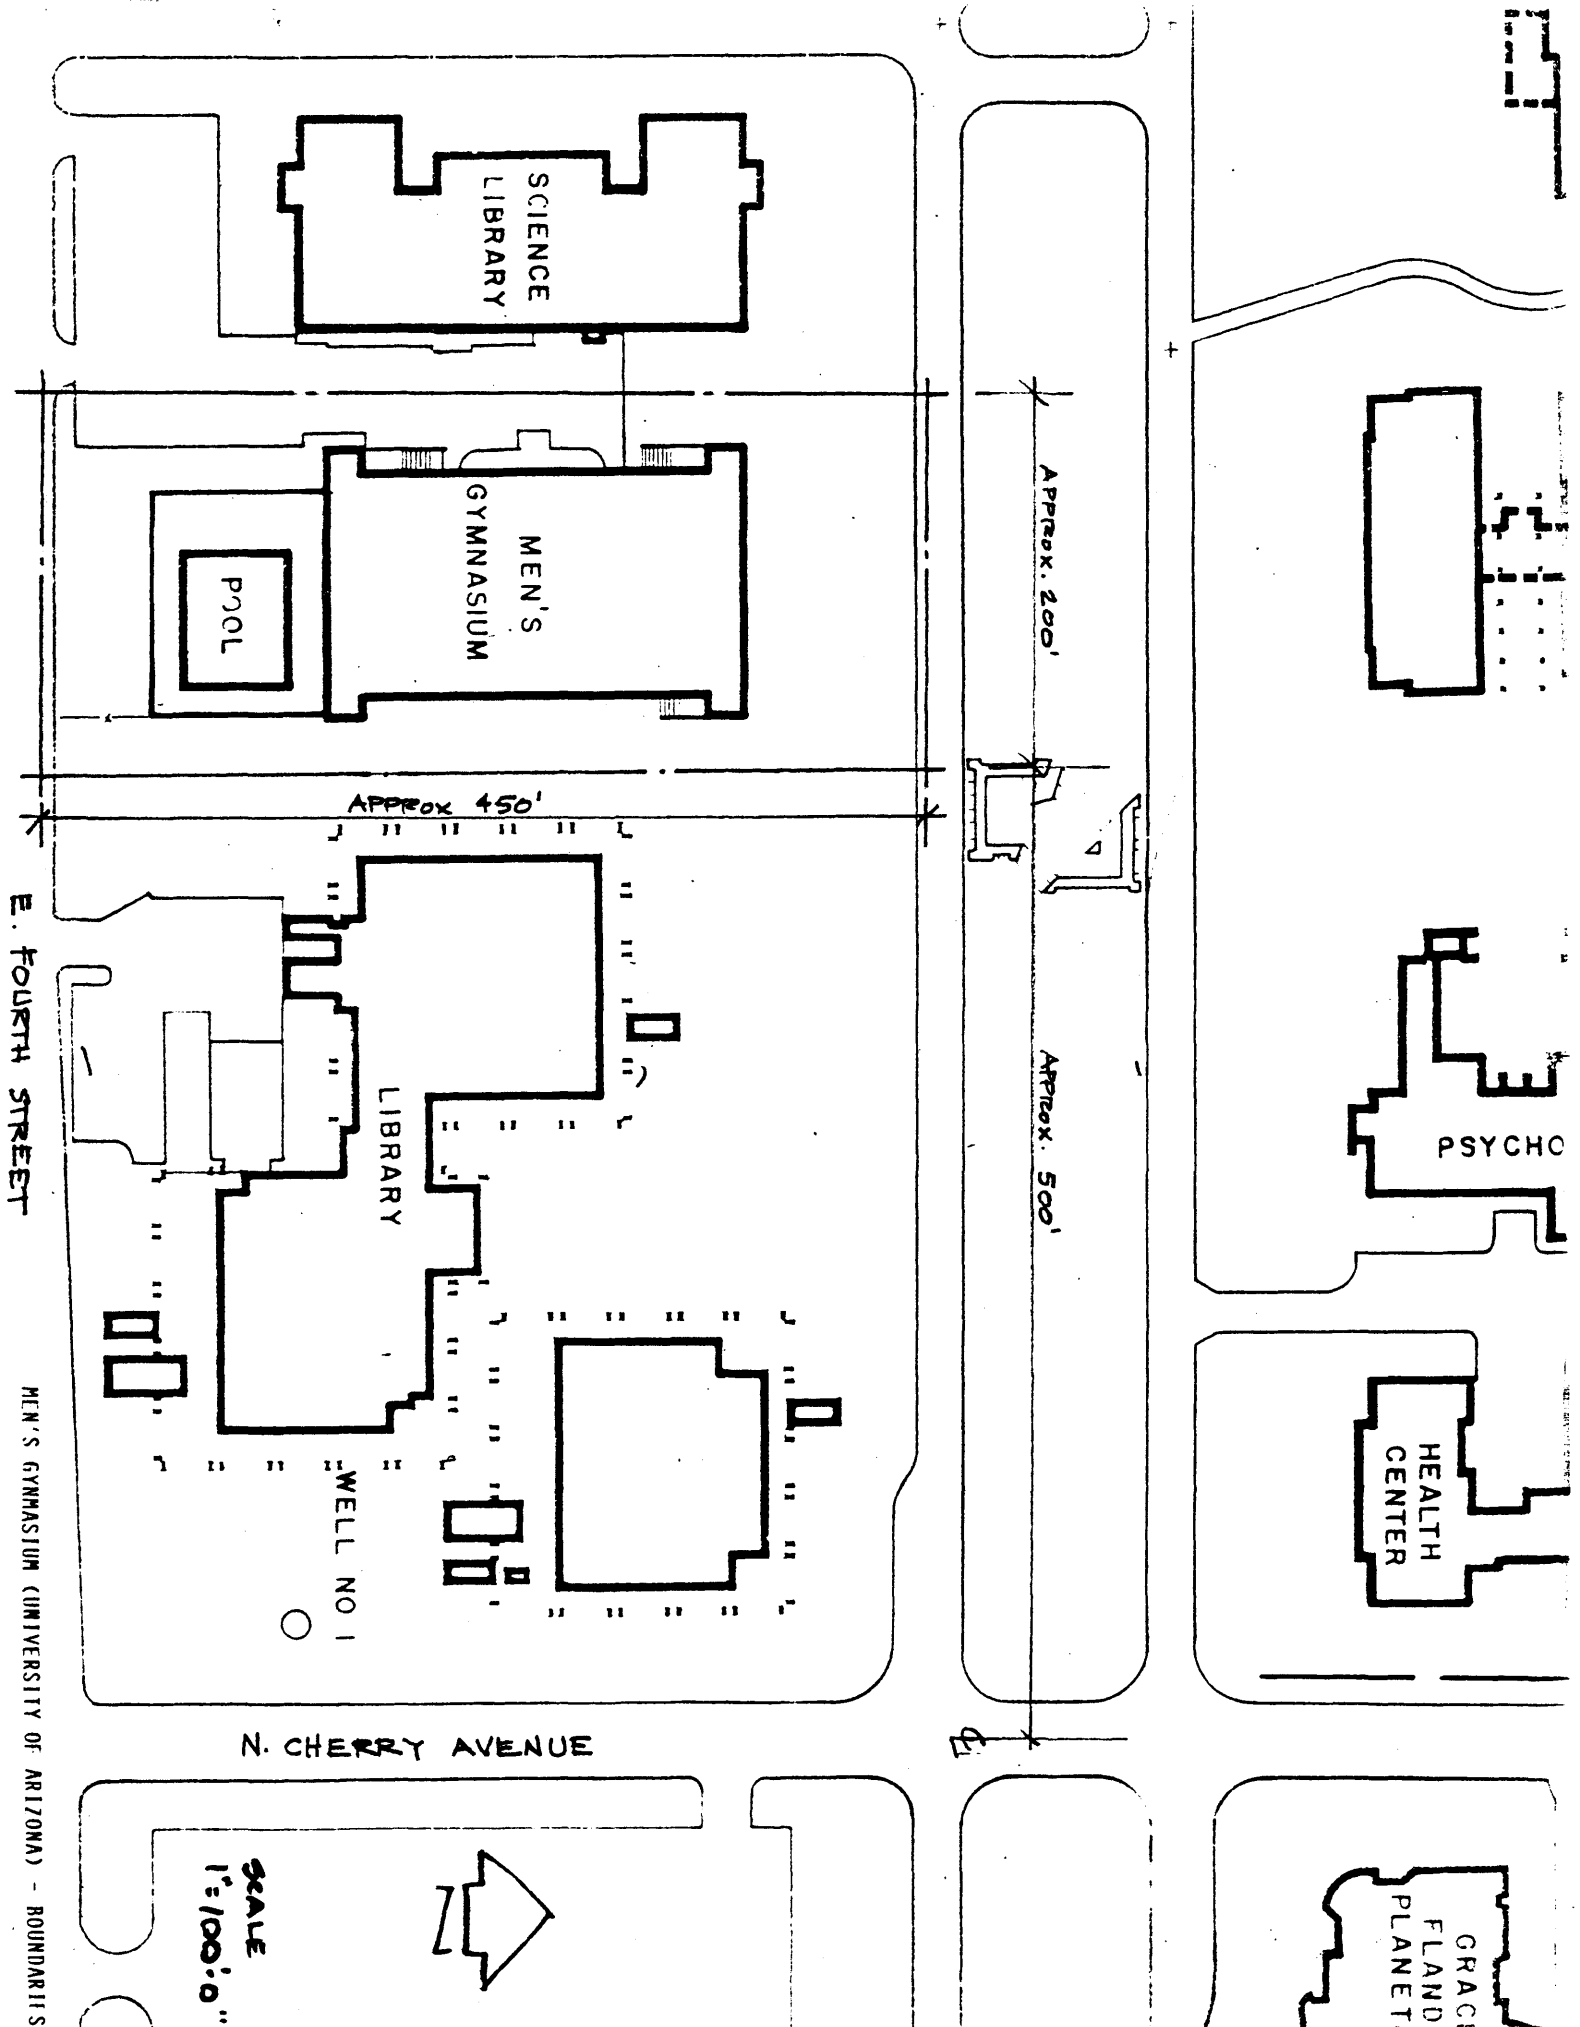 SCIENCE
LIBRARY
MEN'S
GYMNASIUM
POOL
APPROX. 200'
APPROX 450'
E. FOURTH STREET
LIBRARY
APPROX. 500'
PSYCHO
HEALTH
CENTER
WELL NO 1
N. CHERRY AVENUE
SCALE
1"=100'.0"
GRACE
FLAND
PLANET
MEN'S GYNMASIUM (UNIVERSITY OF ARIZONA) - BOUNDARIES